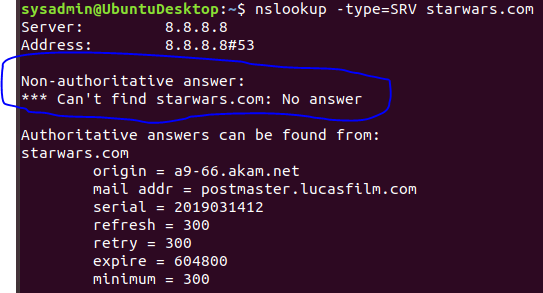 sysadmin@UbuntuDesktop:~$ nslookup -type=SRV starwars.com
Server:         8.8.8.8
Address:        8.8.8.8#53

Non-authoritative answer:
*** Can't find starwars.com: No answer

Authoritative answers can be found from:
starwars.com
        origin = a9-66.akam.net
        mail addr = postmaster.lucasfilm.com
        serial = 2019031412
        refresh = 300
        retry = 300
        expire = 604800
        minimum = 300